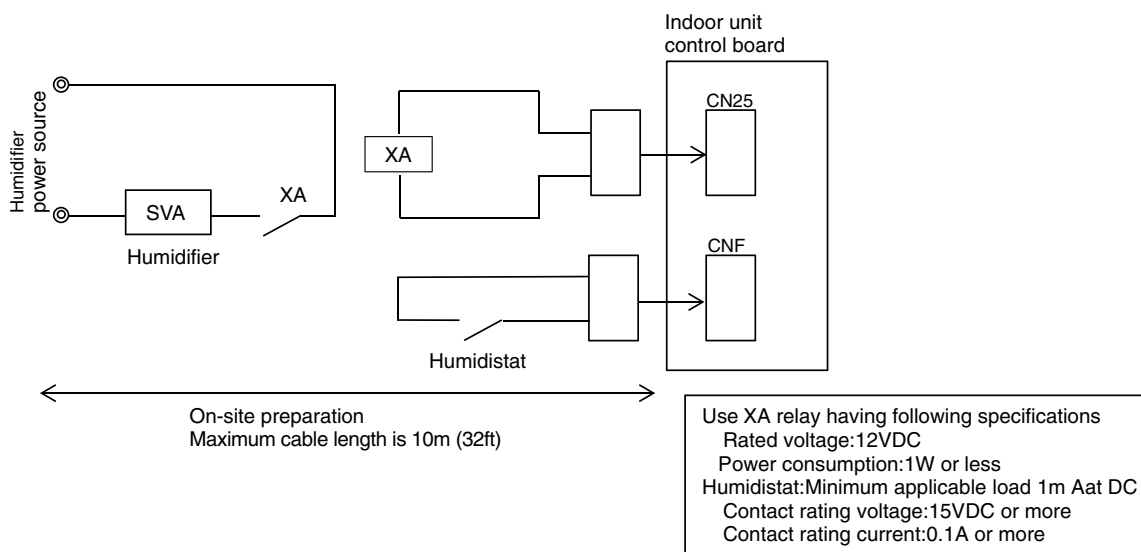 Indoor unit
control board
CN25
Humidifier
power source
XA
XA
SVA
Humidifier
CNF
Humidistat
On-site preparation
Maximum cable length is 10m (32ft)
Use XA relay having following specifications
Rated voltage:12VDC
Power consumption:1W or less
Humidistat:Minimum applicable load 1m Aat DC
Contact rating voltage:15VDC or more
Contact rating current:0.1A or more